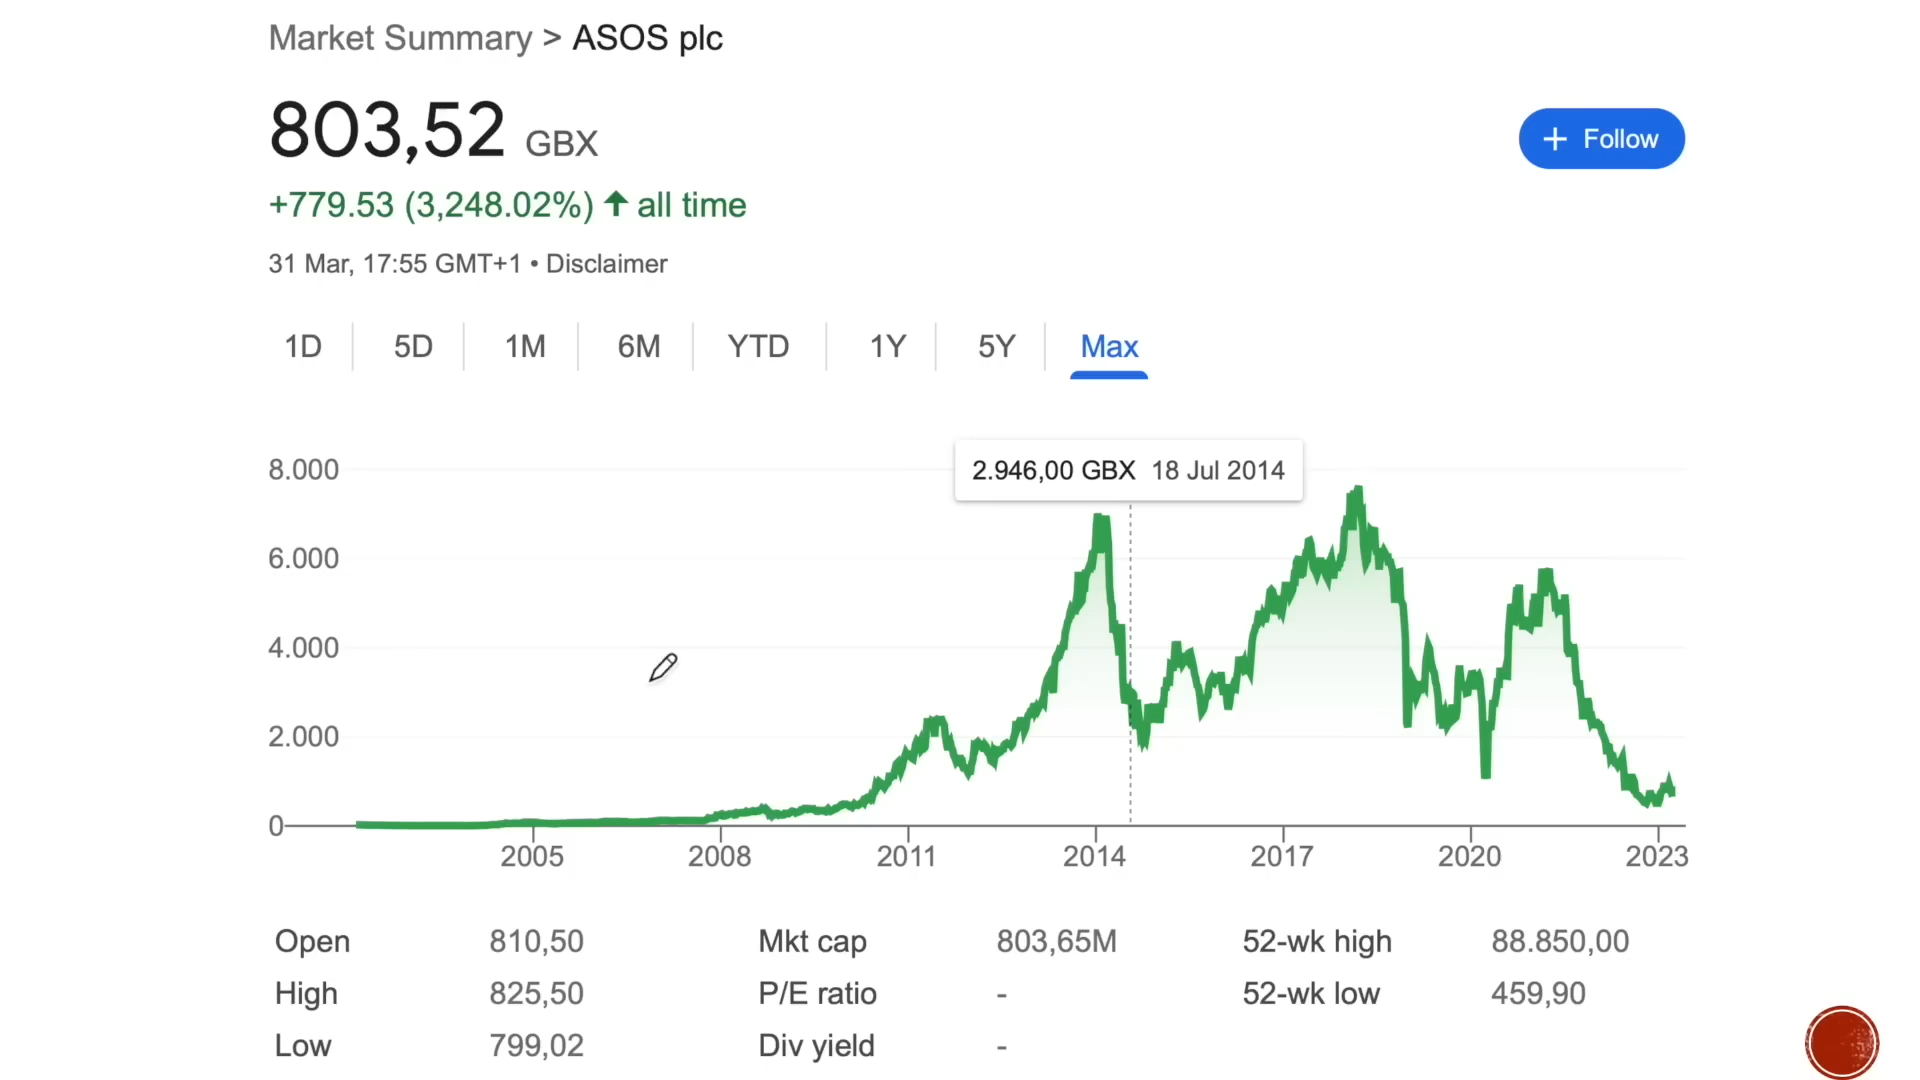 Market Summary > ASOS plc
803,52 GBX
+ Follow
+779.53 (3,248.02%) ↑ all time
31 Mar, 17:55 GMT+1 • Disclaimer
1D 5D 1M 6M YTD 1Y 5Y Max
2.946,00 GBX 18 Jul 2014
8.000
6.000
4.000
2.000
0
2005 2008 2011 2014 2017 2020 2023
Open 810,50 Mkt cap 803,65M 52-wk high 88.850,00
High 825,50 P/E ratio - 52-wk low 459,90
Low 799,02 Div yield -